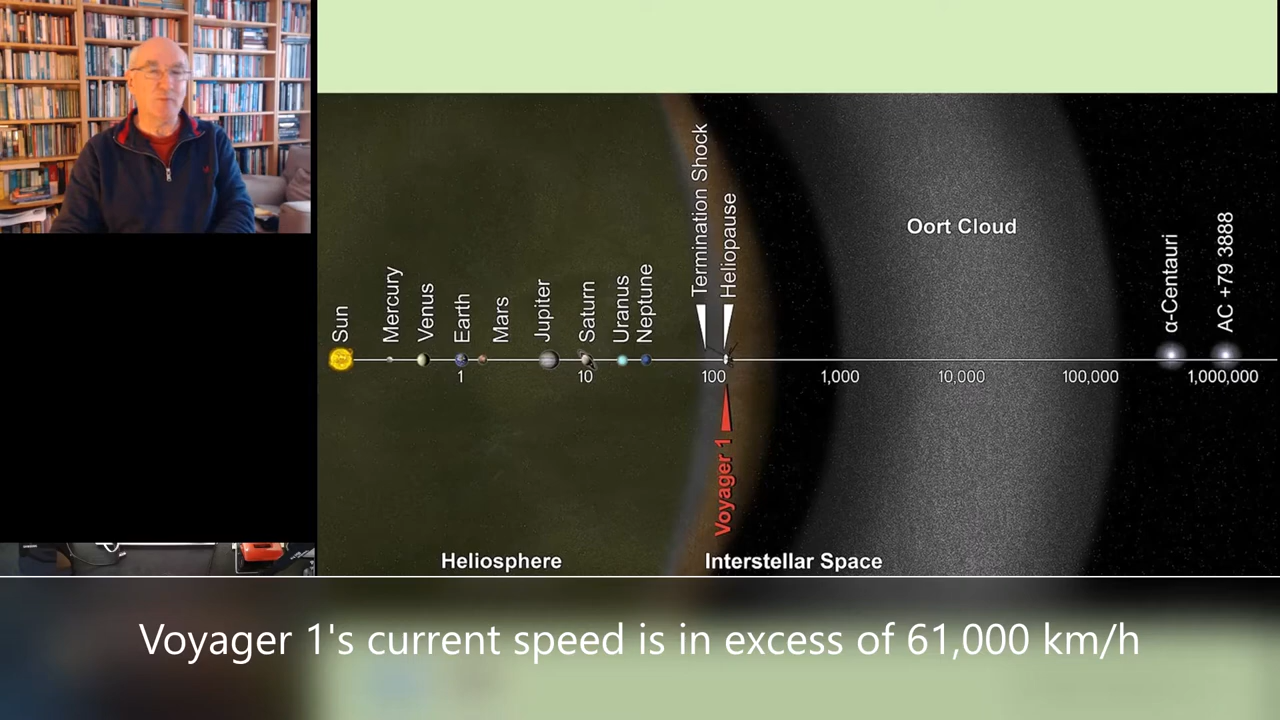 Sun
Mercury
Venus
Earth
Mars
Jupiter
Saturn
Uranus
Neptune
Termination Shock
Heliopause
Oort Cloud
α-Centauri
AC +79 3888
1
10
100
1,000
10,000
100,000
1,000,000
Voyager 1
Heliosphere
Interstellar Space
Voyager 1's current speed is in excess of 61,000 km/h